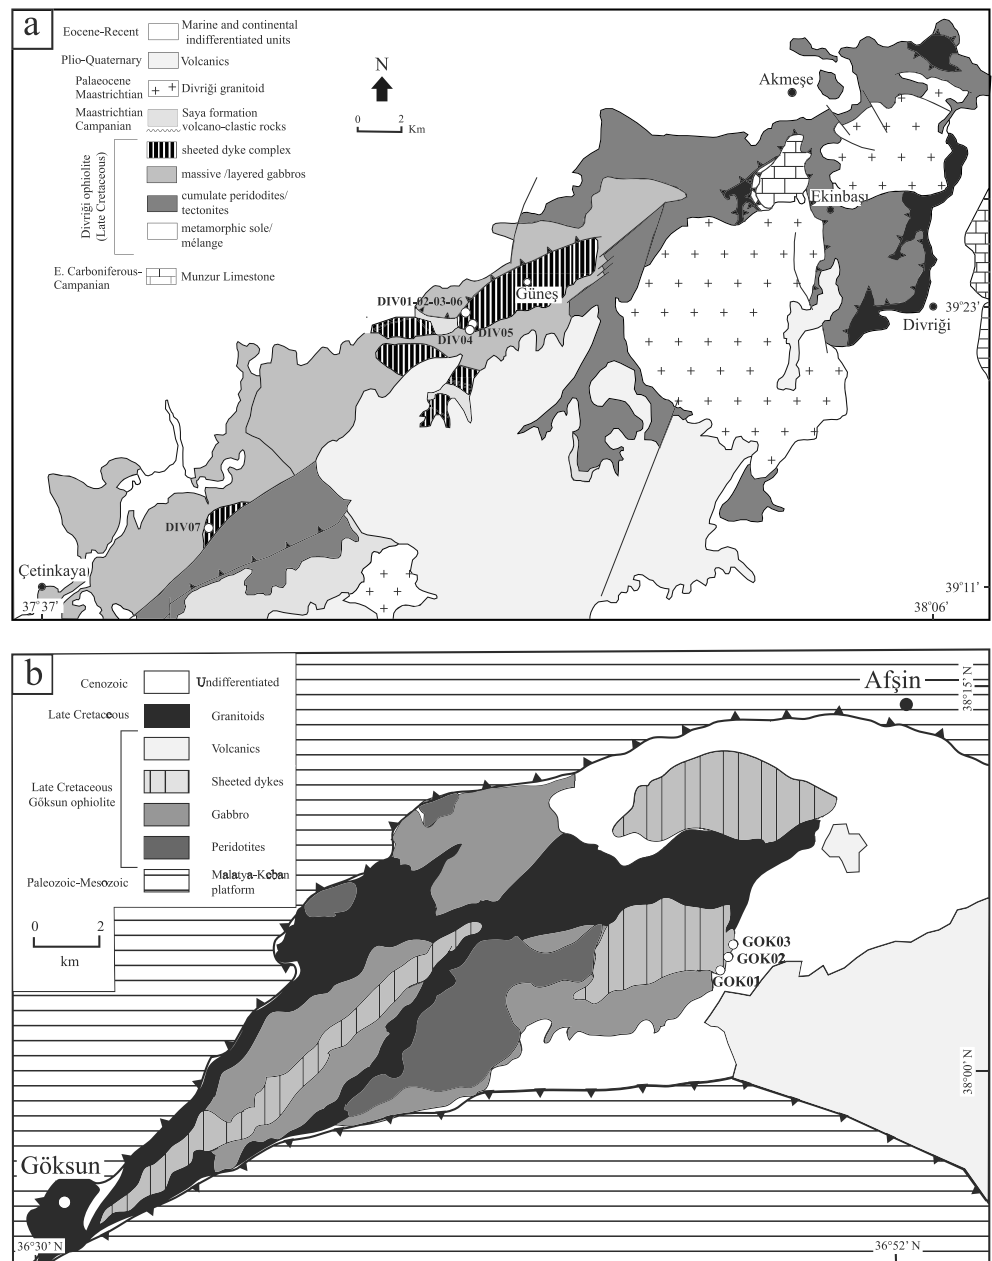 a
Eocene-Recent
Marine and continental
indifferentiated units
Plio-Quaternary
Volcanics
Palaeocene
Maastrichtian
Divriği granitoid
Maastrichtian
Campanian
Saya formation
volcano-clastic rocks
Divriği ophiolite
(Late Cretaceous)
sheeted dyke complex
massive /layered gabbros
cumulate peridodites/
tectonites
metamorphic sole/
mélange
E. Carboniferous-
Campanian
Munzur Limestone
N
0 2
Km
Akmeşe
Ekinbaşı
Güneş
DIV01-02-03-06
DIV04
DIV05
39°23'
Divriği
DIV07
Çetinkaya
37°37'
39°11'
38°06'
b
Cenozoic
Undifferentiated
Late Cretaceous
Granitoids
Late Cretaceous
Göksun ophiolite
Volcanics
Sheeted dykes
Gabbro
Peridotites
Paleozoic-Mesozoic
Malatya-Keban
platform
0 2
km
Afşin
38°15' N
GOK03
GOK02
GOK01
38°00' N
Göksun
36°30' N
36°52' N